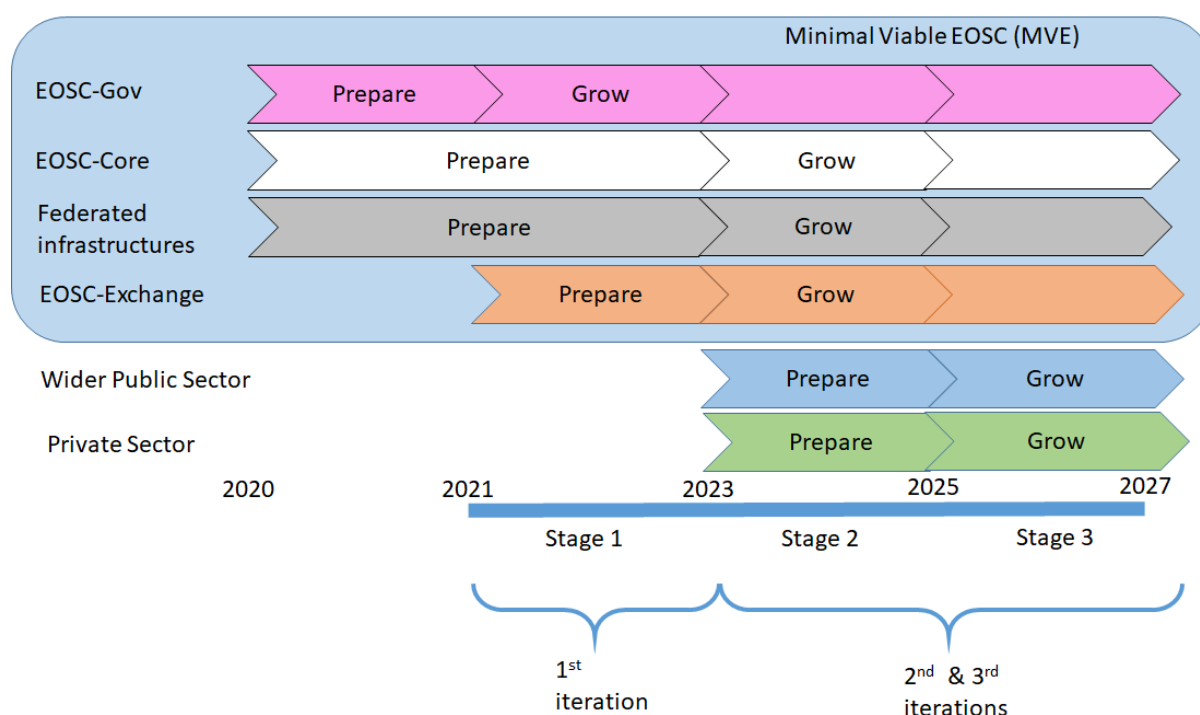 Minimal Viable EOSC (MVE)
EOSC-Gov
Prepare
Grow
EOSC-Core
Prepare
Grow
Federated
infrastructures
Prepare
Grow
EOSC-Exchange
Prepare
Grow
Wider Public Sector
Prepare
Grow
Private Sector
Prepare
Grow
2020
2021
2023
2025
2027
Stage 1
Stage 2
Stage 3
1st
iteration
2nd & 3rd
iterations